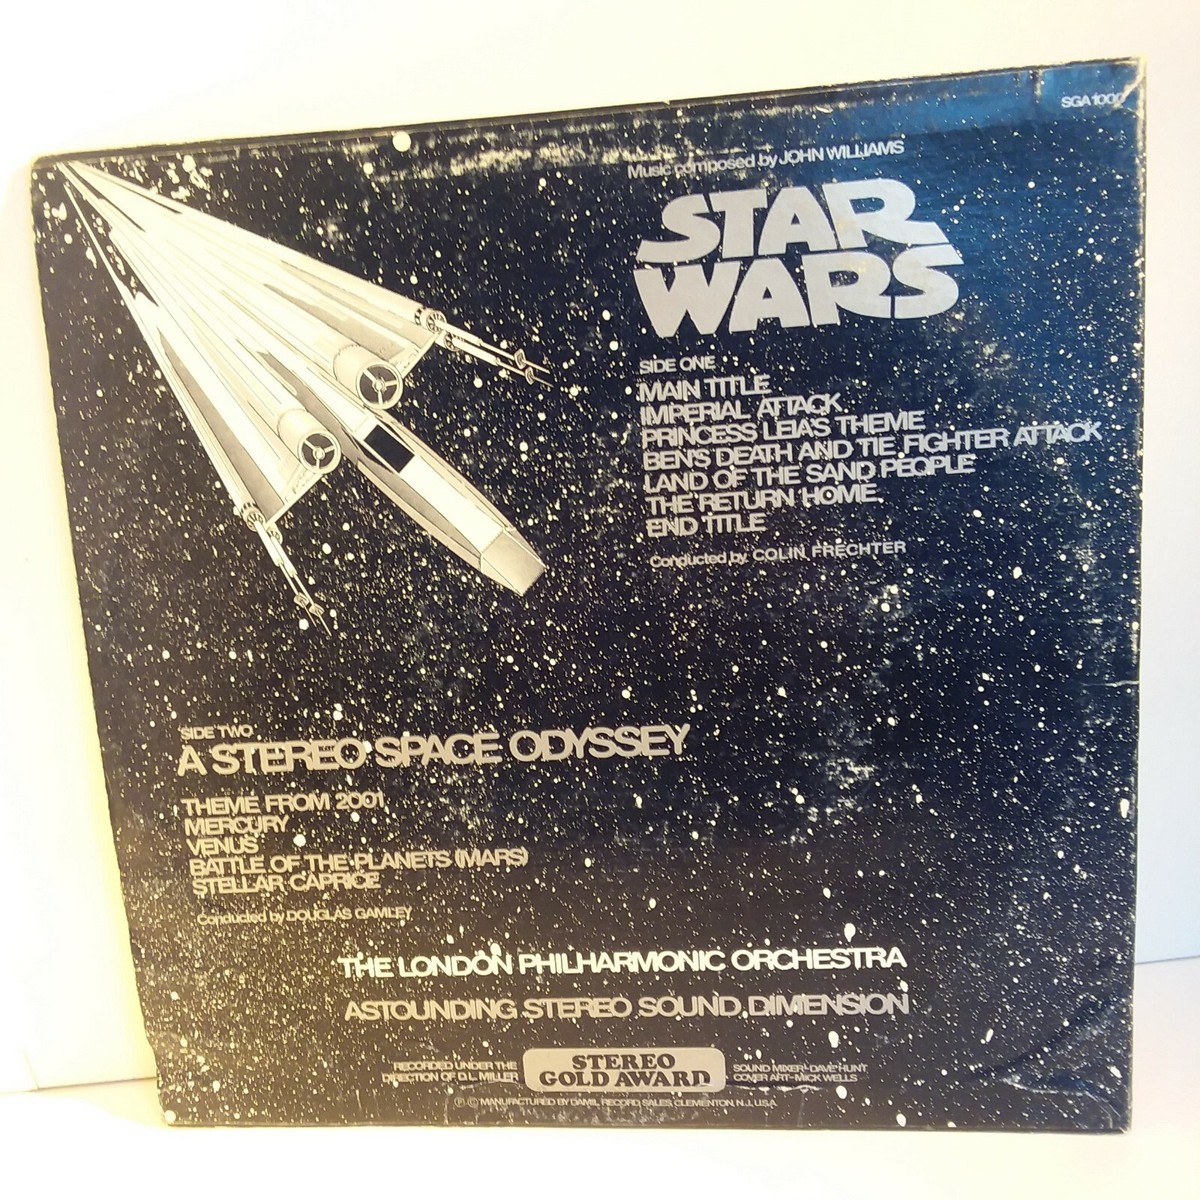 SGA 1000
Music composed by JOHN WILLIAMS
STAR
WARS
SIDE ONE
MAIN TITLE
IMPERIAL ATTACK
PRINCESS LEIA'S THEME
BEN'S DEATH AND TIE FIGHTER ATTACK
LAND OF THE SAND PEOPLE
THE RETURN HOME
END TITLE
Conducted by COLIN FRECHTER
SIDE TWO
A STEREO SPACE ODYSSEY
THEME FROM 2001
MERCURY
VENUS
BATTLE OF THE PLANETS (MARS)
STELLAR CAPRICE
Conducted by DOUGLAS GAMLEY
THE LONDON PHILHARMONIC ORCHESTRA
ASTOUNDING STEREO SOUND DIMENSION
RECORDED UNDER THE
DIRECTION OF D.L. MILLER
STEREO
GOLD AWARD
SOUND MIXER-DAVE HUNT
COVER ART-MICK WELLS
℗ © MANUFACTURED BY DAMIL RECORD SALES, CLEMENTON, N.J., U.S.A.